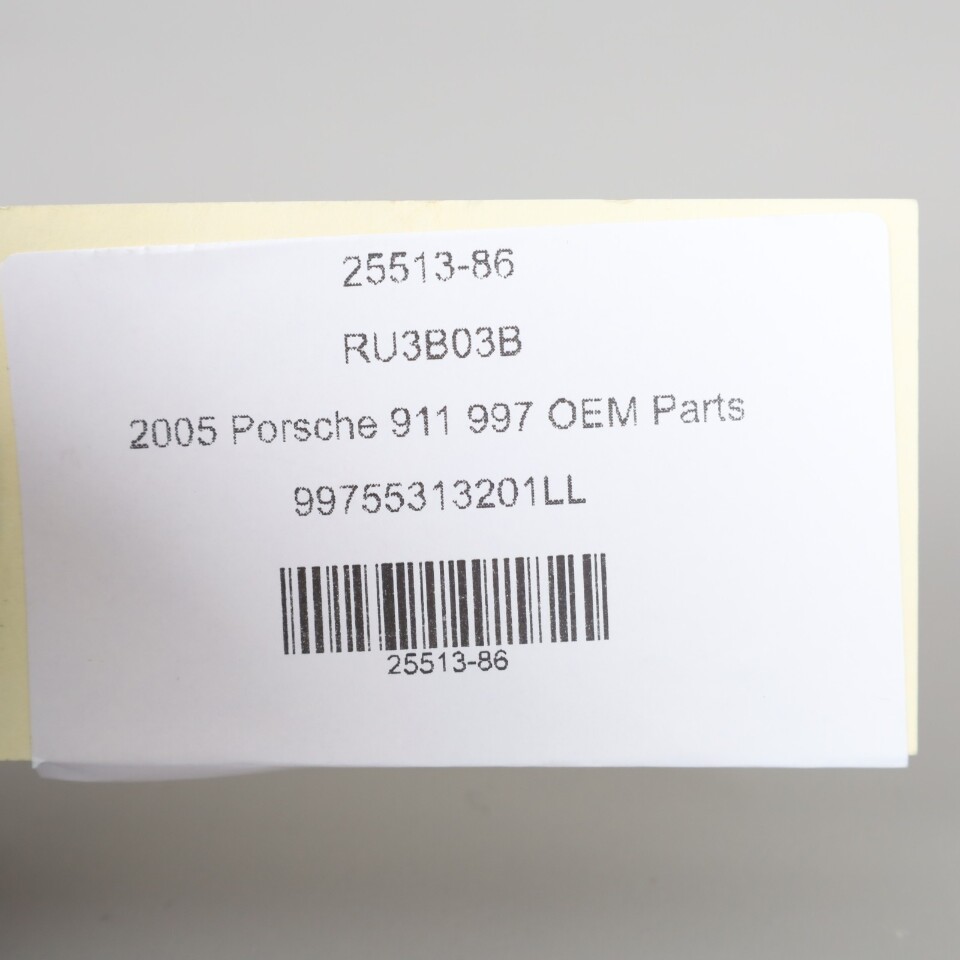 25513-86
RU3B03B
2005 Porsche 911 997 OEM Parts
99755313201LL
25513-86